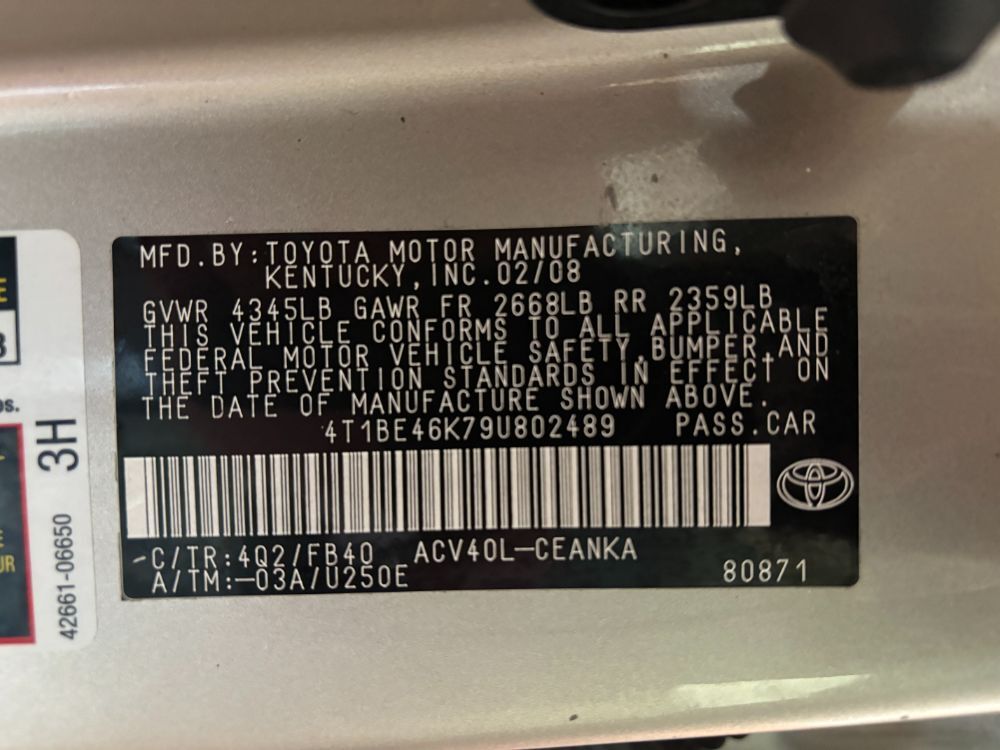 MFD.BY:TOYOTA MOTOR MANUFACTURING,
KENTUCKY,INC.02/08
GVWR 4345LB GAWR FR 2668LB RR 2359LB
THIS VEHICLE CONFORMS TO ALL APPLICABLE
FEDERAL MOTOR VEHICLE SAFETY,BUMPER,AND
THEFT PREVENTION STANDARDS IN EFFECT ON
THE DATE OF MANUFACTURE SHOWN ABOVE.
4T1BE46K79U802489 PASS.CAR
C/TR:4Q2/FB40 ACV40L-CEANKA
A/TM:-03A/U250E 80871
3H
42661-06650